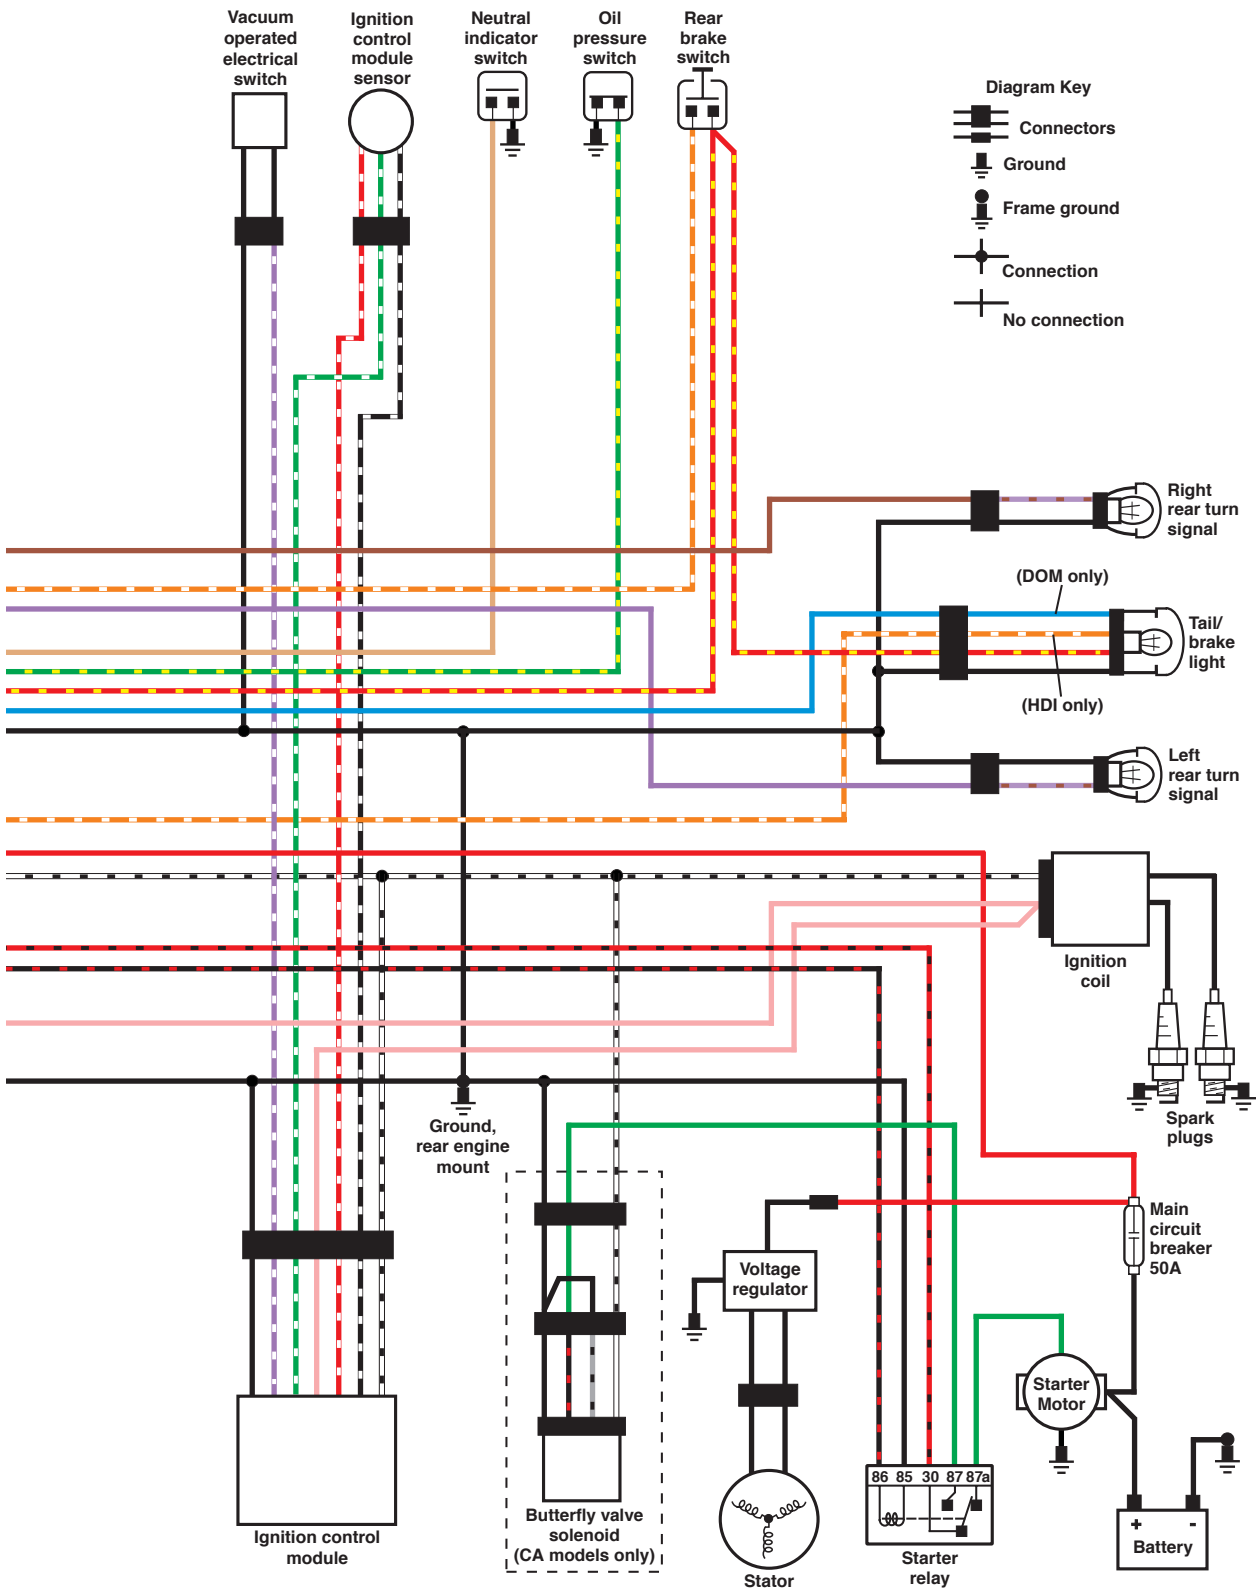 Vacuum
operated
electrical
switch
Ignition
control
module
sensor
Neutral
indicator
switch
Oil
pressure
switch
Rear
brake
switch
Diagram Key
Connectors
Ground
Frame ground
Connection
No connection
Right
rear turn
signal
(DOM only)
Tail/
brake
light
(HDI only)
Left
rear turn
signal
Ignition
coil
Spark
plugs
Ground,
rear engine
mount
Main
circuit
breaker
50A
Voltage
regulator
Starter
Motor
86 85 30 87 87a
Butterfly valve
solenoid
(CA models only)
Ignition control
module
Stator
Starter
relay
+ -
Battery